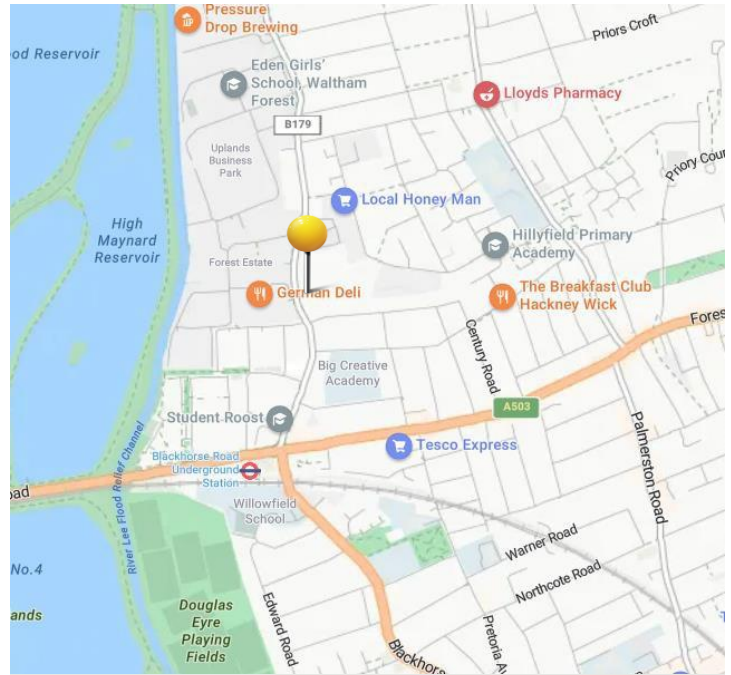 Pressure
Drop Brewing
Priors Croft
ood Reservoir
Eden Girls'
School, Waltham
Forest
Lloyds Pharmacy
B179
Uplands
Business
Park
Priory Cour
Local Honey Man
High
Maynard
Reservoir
Hillyfield Primary
Academy
Forest Estate
German Deli
The Breakfast Club
Hackney Wick
Fores
Century Road
Big Creative
Academy
A503
Student Roost
Palmerston Road
Tesco Express
Blackhorse Road
Underground
Station
River Lee Flood Relief Channel
oad
Willowfield
School
Warner Road
No.4
Northcote Road
ands
Douglas
Eyre
Playing
Fields
Edward Road
Pretoria Av
Blackhors